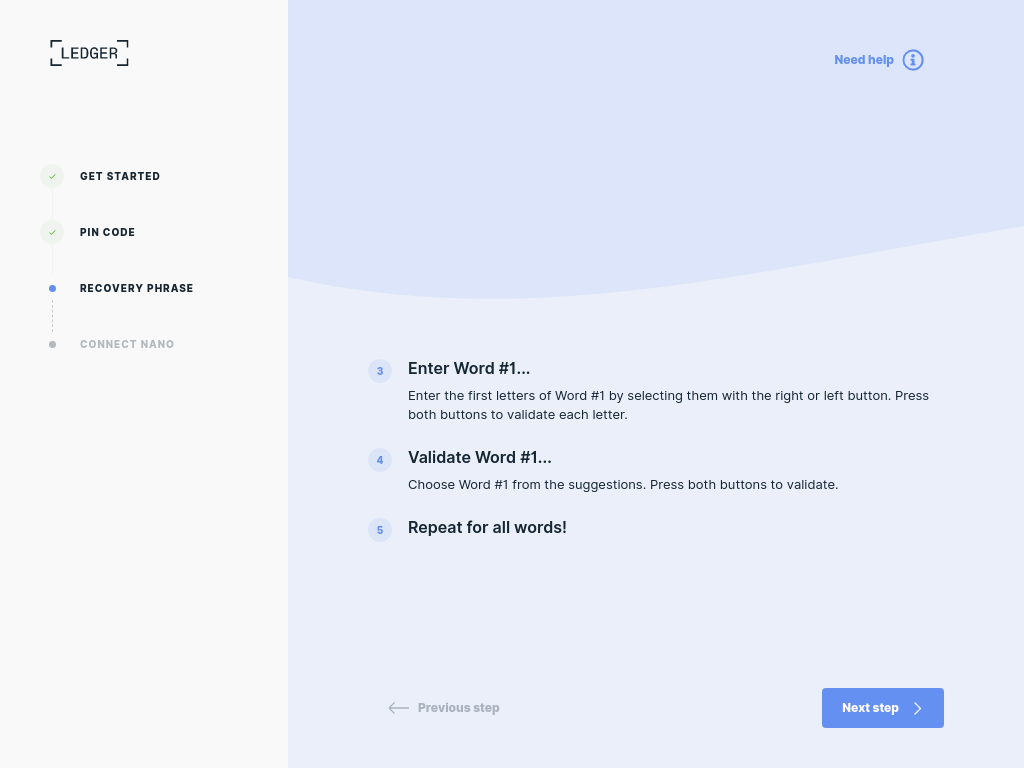 LEDGER
Need help
GET STARTED
PIN CODE
RECOVERY PHRASE
CONNECT NANO
3
Enter Word #1...
Enter the first letters of Word #1 by selecting them with the right or left button. Press
both buttons to validate each letter.
4
Validate Word #1...
Choose Word #1 from the suggestions. Press both buttons to validate.
5
Repeat for all words!
Previous step
Next step